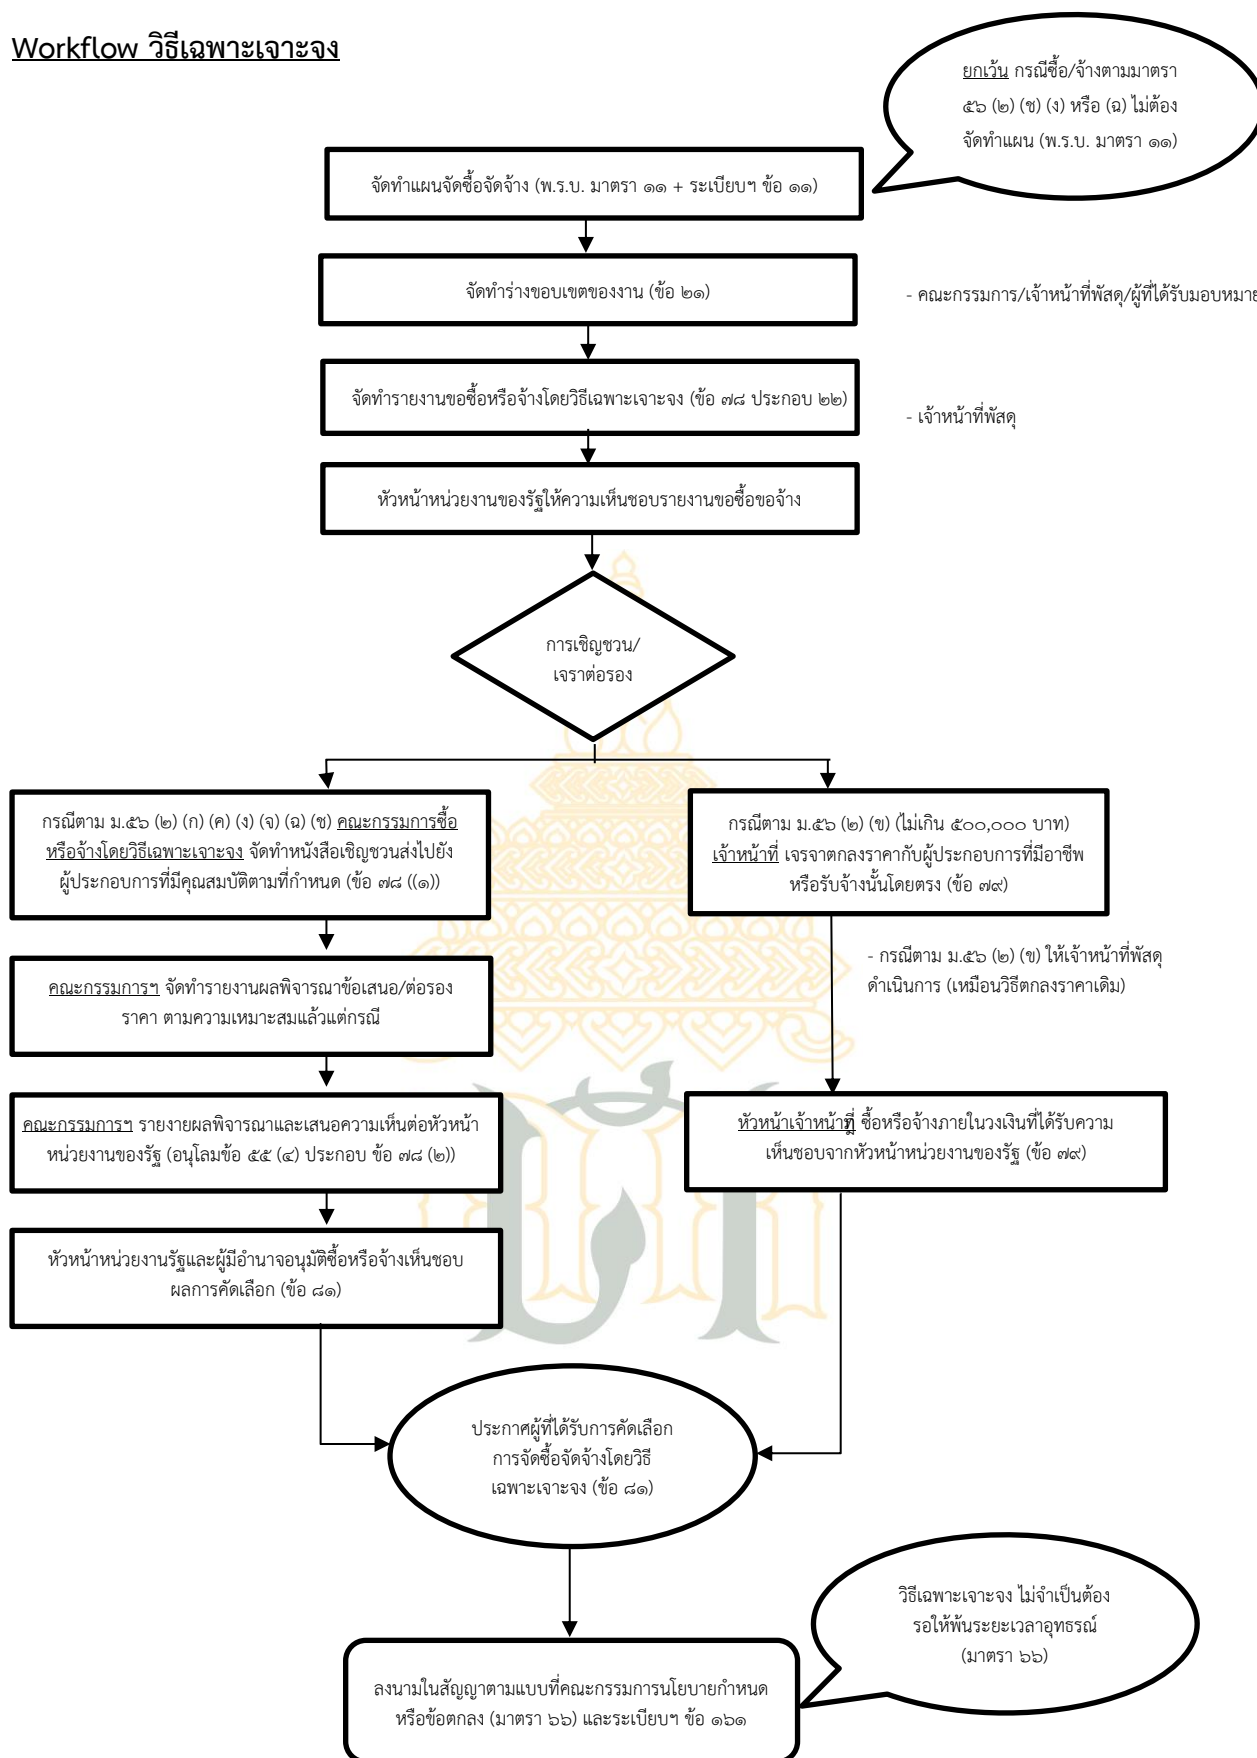 Workflow วิธีเฉพาะเจาะจง
ยกเว้น กรณีซื้อ/จ้างตามมาตรา
๕๖ (๒) (ช) (ง) หรือ (ฉ) ไม่ต้อง
จัดทำแผน (พ.ร.บ. มาตรา ๑๑)
จัดทำแผนจัดซื้อจัดจ้าง (พ.ร.บ. มาตรา ๑๑ + ระเบียบฯ ข้อ ๑๑)
จัดทำร่างขอบเขตของงาน (ข้อ ๒๑)
- คณะกรรมการ/เจ้าหน้าที่พัสดุ/ผู้ที่ได้รับมอบหมาย
จัดทำรายงานขอซื้อหรือจ้างโดยวิธีเฉพาะเจาะจง (ข้อ ๗๘ ประกอบ ๒๒)
- เจ้าหน้าที่พัสดุ
หัวหน้าหน่วยงานของรัฐให้ความเห็นชอบรายงานขอซื้อขอจ้าง
การเชิญชวน/
เจราต่อรอง
กรณีตาม ม.๕๖ (๒) (ก) (ค) (ง) (จ) (ฉ) (ช) คณะกรรมการซื้อ
หรือจ้างโดยวิธีเฉพาะเจาะจง จัดทำหนังสือเชิญชวนส่งไปยัง
ผู้ประกอบการที่มีคุณสมบัติตามที่กำหนด (ข้อ ๗๘ ((๑))
กรณีตาม ม.๕๖ (๒) (ข) (ไม่เกิน ๕๐๐,๐๐๐ บาท)
เจ้าหน้าที่ เจรจาตกลงราคากับผู้ประกอบการที่มีอาชีพ
หรือรับจ้างนั้นโดยตรง (ข้อ ๗๙)
- กรณีตาม ม.๕๖ (๒) (ข) ให้เจ้าหน้าที่พัสดุ
ดำเนินการ (เหมือนวิธีตกลงราคาเดิม)
คณะกรรมการฯ จัดทำรายงานผลพิจารณาข้อเสนอ/ต่อรอง
ราคา ตามความเหมาะสมแล้วแต่กรณี
คณะกรรมการฯ รายงายผลพิจารณาและเสนอความเห็นต่อหัวหน้า
หน่วยงานของรัฐ (อนุโลมข้อ ๕๕ (๔) ประกอบ ข้อ ๗๘ (๒))
หัวหน้าเจ้าหน้าที่ ซื้อหรือจ้างภายในวงเงินที่ได้รับความ
เห็นชอบจากหัวหน้าหน่วยงานของรัฐ (ข้อ ๗๙)
หัวหน้าหน่วยงานรัฐและผู้มีอำนาจอนุมัติซื้อหรือจ้างเห็นชอบ
ผลการคัดเลือก (ข้อ ๘๑)
ประกาศผู้ที่ได้รับการคัดเลือก
การจัดซื้อจัดจ้างโดยวิธี
เฉพาะเจาะจง (ข้อ ๘๑)
วิธีเฉพาะเจาะจง ไม่จำเป็นต้อง
รอให้พ้นระยะเวลาอุทธรณ์
(มาตรา ๖๖)
ลงนามในสัญญาตามแบบที่คณะกรรมการนโยบายกำหนด
หรือข้อตกลง (มาตรา ๖๖) และระเบียบฯ ข้อ ๑๖๑